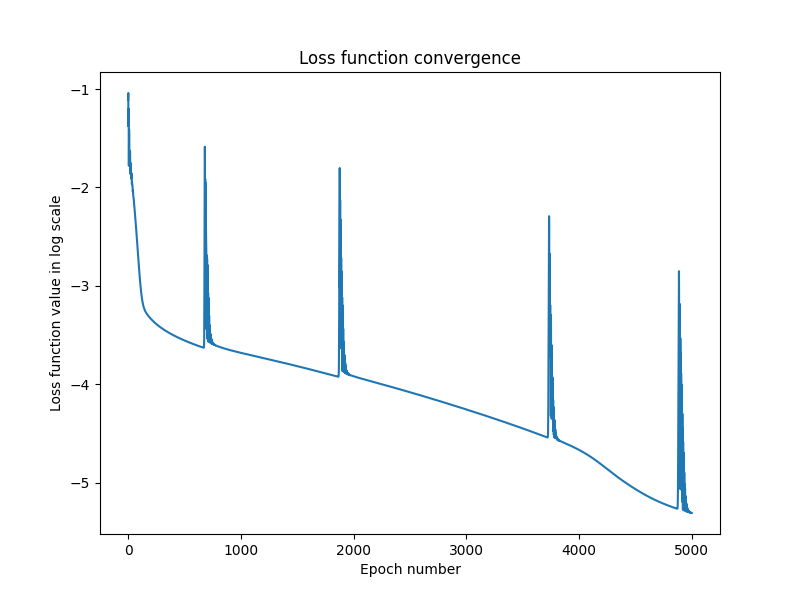 Loss function convergence
−1
−2
−3
−4
−5
Loss function value in log scale
0 1000 2000 3000 4000 5000
Epoch number